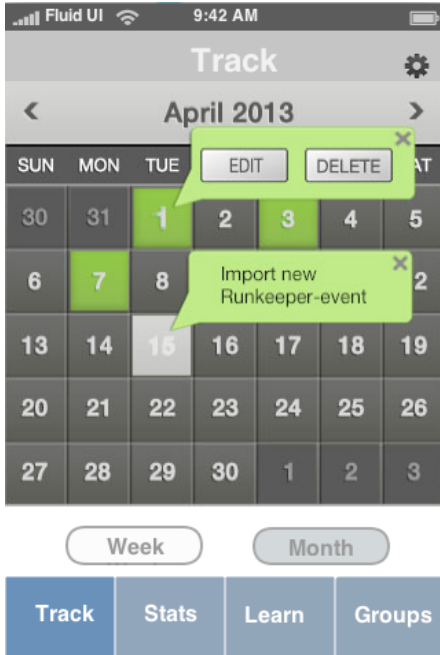 Fluid UI 9:42 AM
Track
< April 2013 >
EDIT DELETE
SUN MON TUE AT
30 31 1 2 3 4 5
6 7 8 2
Import new
Runkeeper-event
13 14 15 16 17 18 19
20 21 22 23 24 25 26
27 28 29 30 1 2 3
Week Month
Track Stats Learn Groups